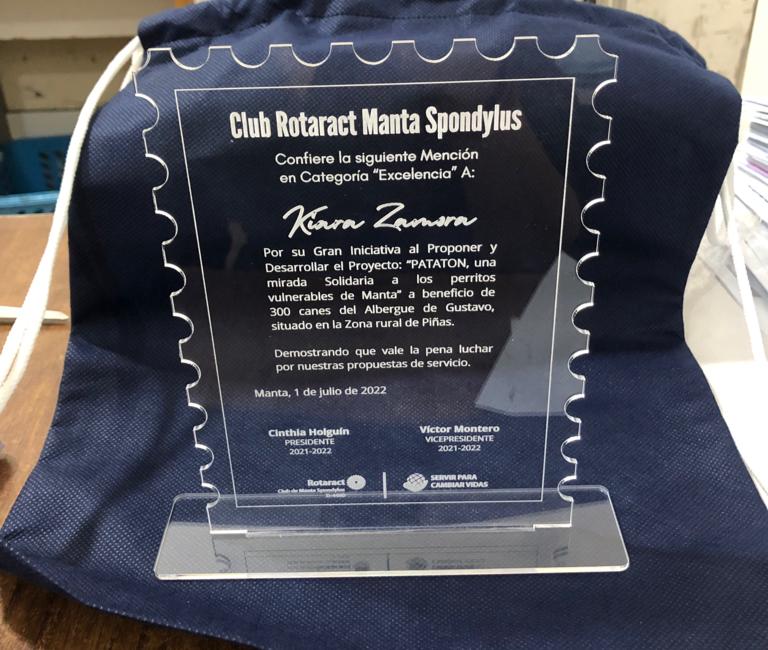 Club Rotaract Manta Spondylus
Confiere la siguiente Mención
en Categoría "Excelencia" A:
Kiara Zamora
Por su Gran Iniciativa al Proponer y
Desarrollar el Proyecto: "PATATON, una
mirada Solidaria a los perritos
vulnerables de Manta" a beneficio de
300 canes del Albergue de Gustavo,
situado en la Zona rural de Piñas.
Demostrando que vale la pena luchar
por nuestras propuestas de servicio.
Manta, 1 de julio de 2022
Cinthia Holguín
PRESIDENTE
2021-2022
Víctor Montero
VICEPRESIDENTE
2021-2022
Rotaract
Club de Manta Spondylus
SERVIR PARA
CAMBIAR VIDAS